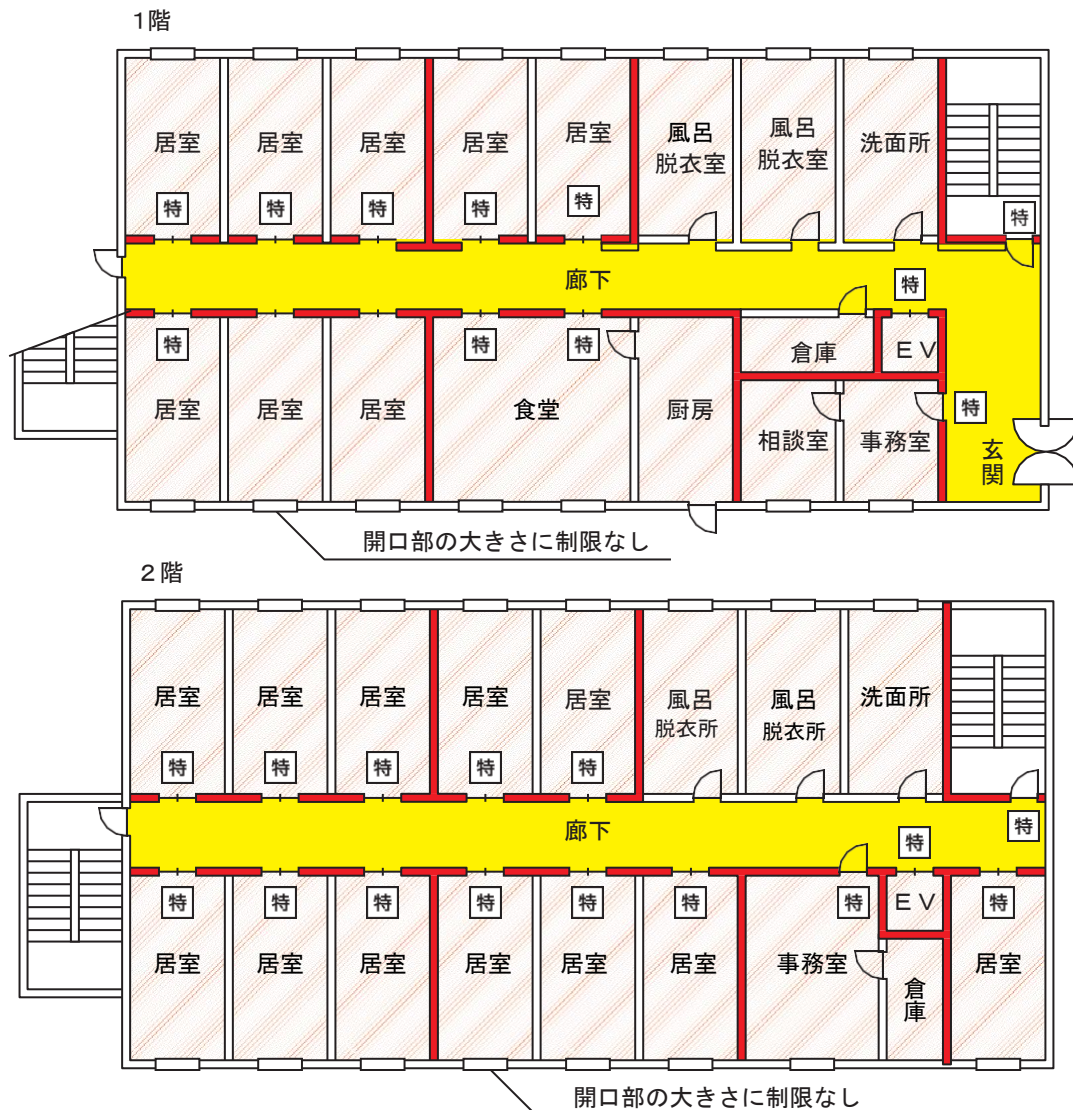 1階
居室 居室 居室 居室 居室 風呂 風呂 洗面所
脱衣室 脱衣室
特 特 特 特 特 特
廊下
特
特 特 特
倉庫 ＥＶ
居室 居室 居室 食堂 厨房 相談室 事務室 特
玄関
開口部の大きさに制限なし
２階
居室 居室 居室 居室 居室 風呂 風呂 洗面所
脱衣所 脱衣所
特 特 特 特 特
廊下 特 特
特 特 特 特 特 特 特 ＥＶ 特
居室 居室 居室 居室 居室 居室 事務室 居室
倉庫
開口部の大きさに制限なし